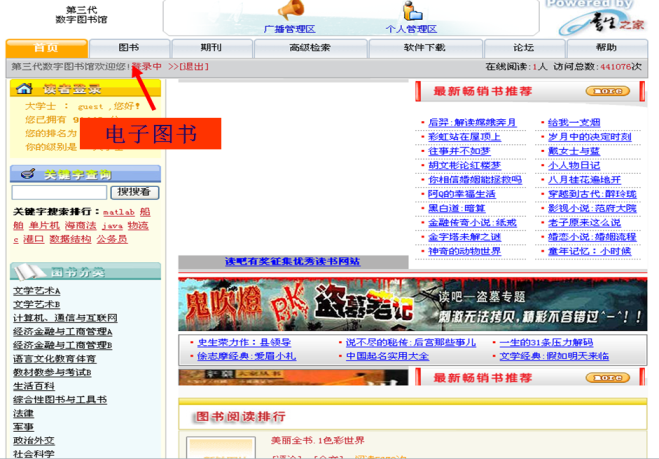 第三代
数字图书馆
广播管理区
个人管理区
Powered by
书生之家
首页
图书
期刊
高级检索
软件下载
论坛
帮助
第三代数字图书馆欢迎您!登录中 >>[退出]
在线阅读:1人 访问总数:441076次
读者登录
大学士 : guest ,您好!
您已拥有
您的排名为
你的级别是
电子图书
关键字查询
搜搜看
关键字搜索排行:matlab 船
舶 单片机 海商法 java 物流
c 港口 数据结构 公务员
图书分类
文学艺术A
文学艺术B
计算机、通信与互联网
经济金融与工商管理A
经济金融与工商管理B
语言文化教育体育
教材教参与考试B
生活百科
综合性图书与工具书
法律
军事
政治外交
社会科学
读吧有奖征集优秀读书网站
最新畅销书推荐
more
后羿:解读嫦娥奔月
给我一支烟
彩虹站在屋顶上
岁月中的决定时刻
往事并不如梦
戴女士与蓝
胡文彬论红楼梦
小人物日记
你相信婚姻能拯救吗
八月桂花遍地开
阿Q的幸福生活
穿越到古代:醉玲珑
黑白道:暗算
影视小说:范府大院
金融传奇小说:纸戒
老子原来这么说
金字塔未解之谜
婚恋小说:婚姻流程
神奇的动物世界
童年记忆:小时候
鬼吹灯 PK 盗墓笔记
读吧—盗墓专题
刺激无法拷贝,精彩不容错过~^!!
史生荣力作:县领导
说不尽的秘传:后宫那些事儿
一生的31条压力解码
徐志摩经典:爱眉小札
中国起名实用大全
文学经典:假如明天来临
最新畅销书推荐
more
图书阅读排行
美丽全书.1色彩世界